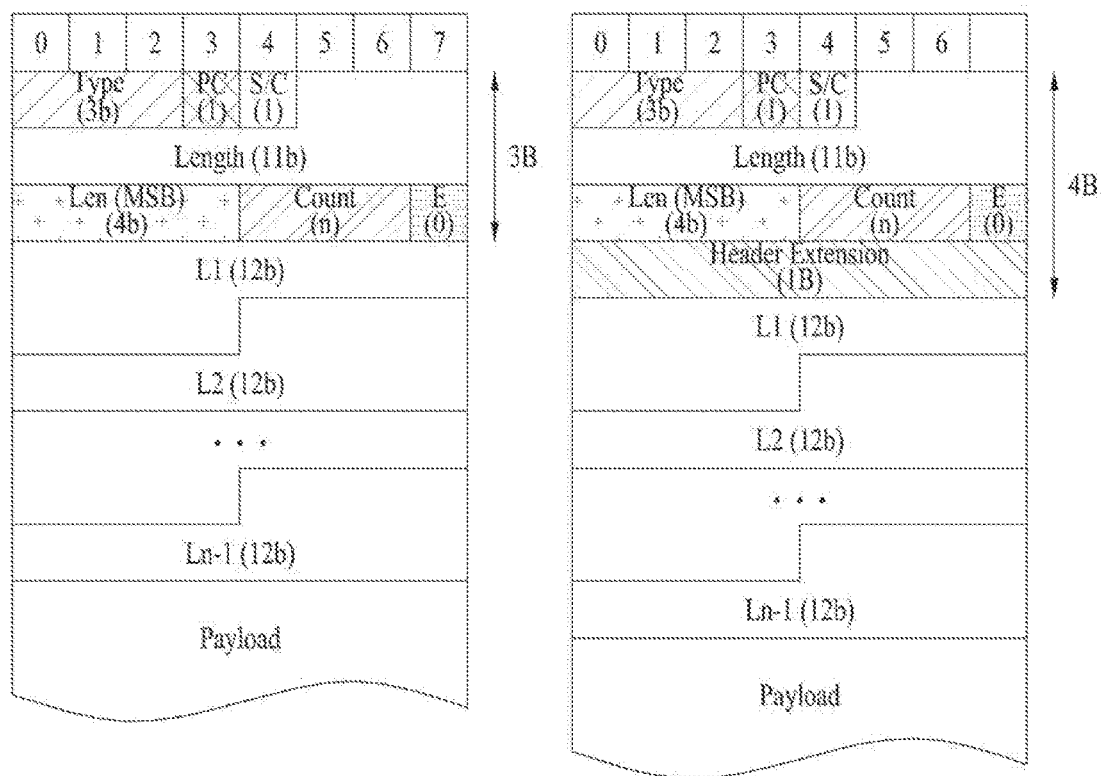 0 1 2 3 4 5 6 7
Type (3b) PC (1) S/C (1)
Length (11b)
3B
Len (MSB) (4b) Count (n) E (0)
L1 (12b)
L2 (12b)
• • •
Ln-1 (12b)
Payload
0 1 2 3 4 5 6
Type (3b) PC (1) S/C (1)
Length (11b)
4B
Len (MSB) (4b) Count (n) E (0)
Header Extension (1B)
L1 (12b)
L2 (12b)
• • •
Ln-1 (12b)
Payload